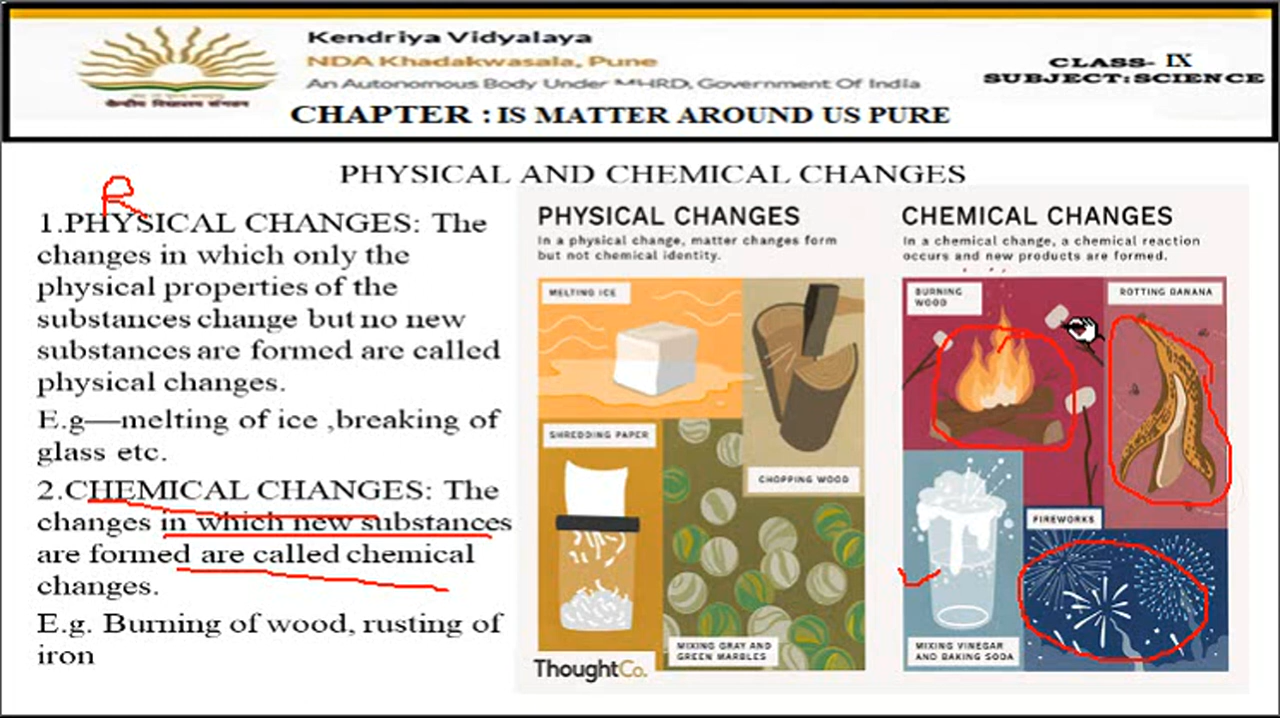 Kendriya Vidyalaya
NDA Khadakwasala, Pune
An Autonomous Body Under MHRD, Government Of India
CLASS- IX
SUBJECT:SCIENCE
केन्द्रीय विद्यालय संगठन
CHAPTER : IS MATTER AROUND US PURE
PHYSICAL AND CHEMICAL CHANGES
R
1.PHYSICAL CHANGES: The
changes in which only the
physical properties of the
substances change but no new
substances are formed are called
physical changes.
E.g—melting of ice ,breaking of
glass etc.
2.CHEMICAL CHANGES: The
changes in which new substances
are formed are called chemical
changes.
E.g. Burning of wood, rusting of
iron
PHYSICAL CHANGES
In a physical change, matter changes form
but not chemical identity.
MELTING ICE
SHREDDING PAPER
CHOPPING WOOD
MIXING GRAY AND
GREEN MARBLES
ThoughtCo.
CHEMICAL CHANGES
In a chemical change, a chemical reaction
occurs and new products are formed.
BURNING
WOOD
ROTTING BANANA
FIREWORKS
MIXING VINEGAR
AND BAKING SODA